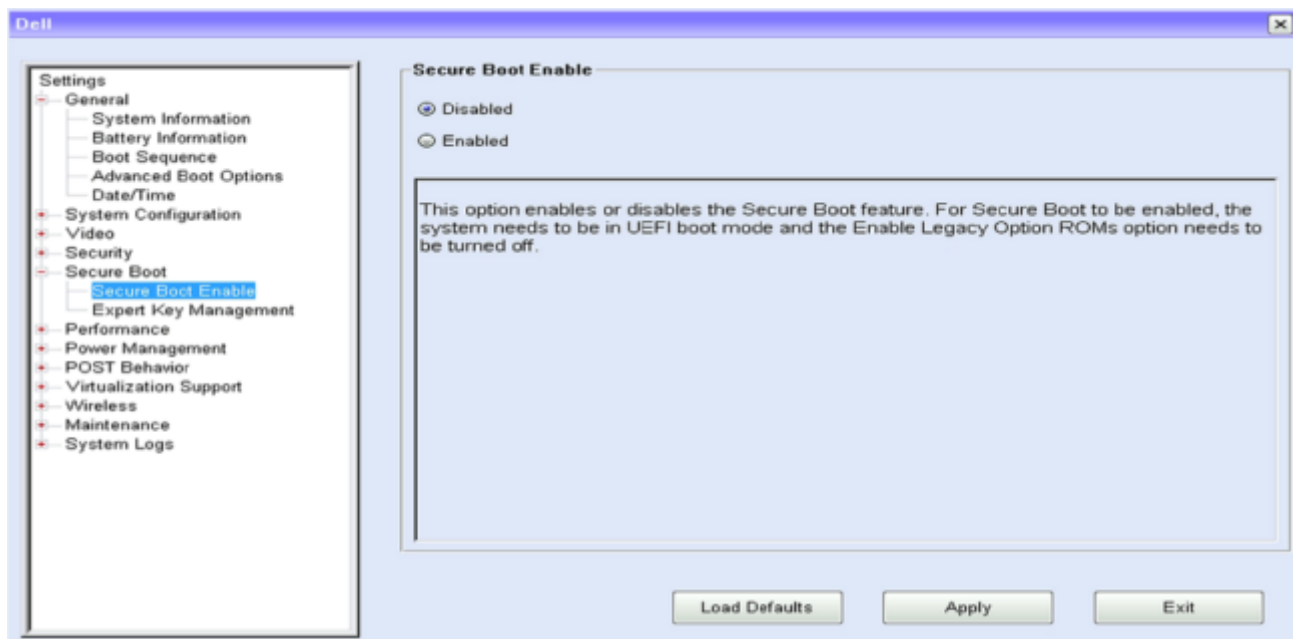 Dell
Settings
General
System Information
Battery Information
Boot Sequence
Advanced Boot Options
Date/Time
System Configuration
Video
Security
Secure Boot
Secure Boot Enable
Expert Key Management
Performance
Power Management
POST Behavior
Virtualization Support
Wireless
Maintenance
System Logs
Secure Boot Enable
Disabled
Enabled
This option enables or disables the Secure Boot feature. For Secure Boot to be enabled, the
system needs to be in UEFI boot mode and the Enable Legacy Option ROMs option needs to
be turned off.
Load Defaults
Apply
Exit